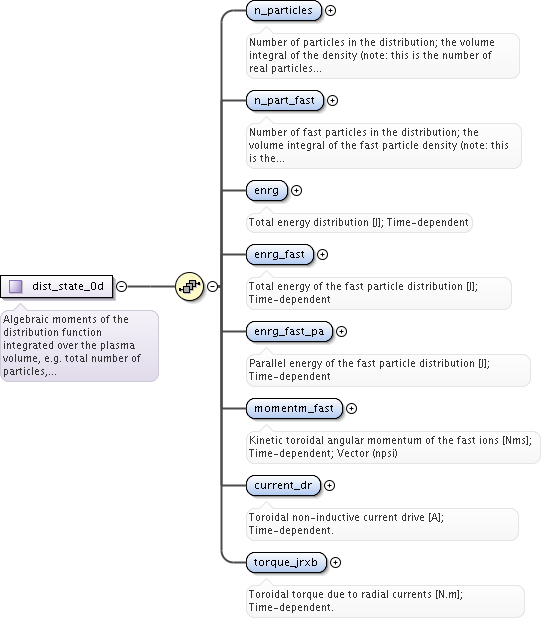 n_particles
Number of particles in the distribution; the volume
integral of the density (note: this is the number of
real particles...
n_part_fast
Number of fast particles in the distribution; the
volume integral of the fast particle density (note: this
is the...
enrg
Total energy distribution [J]; Time-dependent
enrg_fast
Total energy of the fast particle distribution [J];
Time-dependent
dist_state_0d
Algebraic moments of the
distribution function
integrated over the plasma
volume, e.g. total number of
particles,...
enrg_fast_pa
Parallel energy of the fast particle distribution [J];
Time-dependent
momentm_fast
Kinetic toroidal angular momentum of the fast ions [Nms];
Time-dependent; Vector (npsi)
current_dr
Toroidal non-inductive current drive [A];
Time-dependent.
torque_jrxb
Toroidal torque due to radial currents [N.m];
Time-dependent.